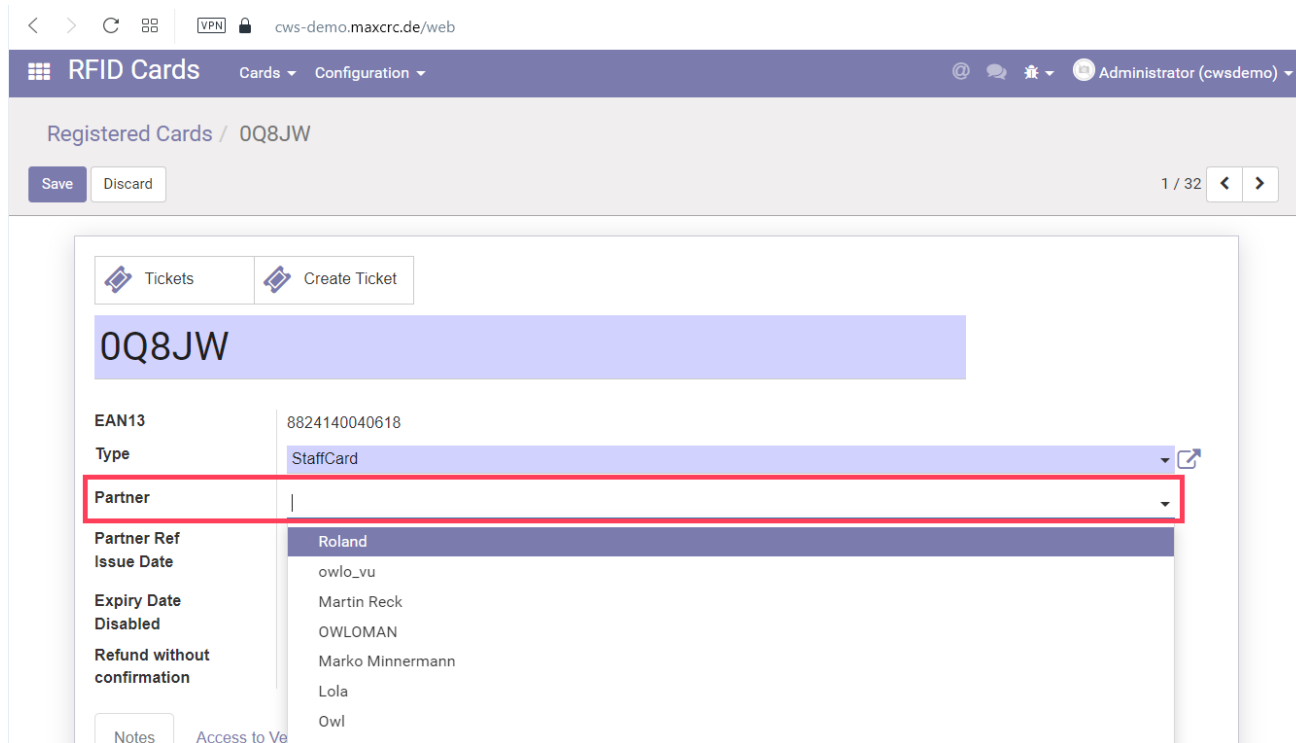 VPN cws-demo.maxcrc.de/web
RFID Cards Cards Configuration @ Administrator (cwsdemo)
Registered Cards / 0Q8JW
Save Discard 1 / 32
Tickets Create Ticket
0Q8JW
EAN13 8824140040618
Type StaffCard
Partner
Partner Ref Roland
Issue Date owlo_vu
Expiry Date Martin Reck
Disabled OWLOMAN
Refund without
confirmation Marko Minnermann
Lola
Owl
Notes Access to Ve